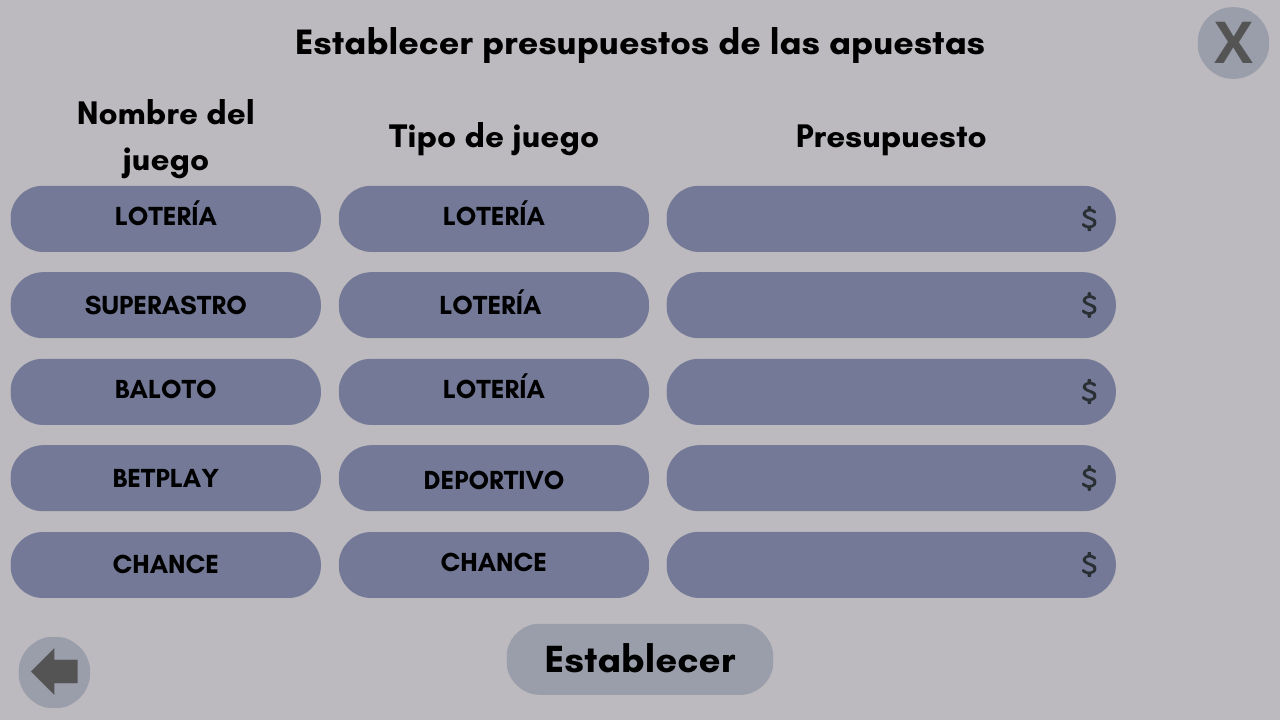 Establecer presupuestos de las apuestas
X
Nombre del
juego
Tipo de juego
Presupuesto
LOTERÍA
LOTERÍA
$
SUPERASTRO
LOTERÍA
$
BALOTO
LOTERÍA
$
BETPLAY
DEPORTIVO
$
CHANCE
CHANCE
$
Establecer